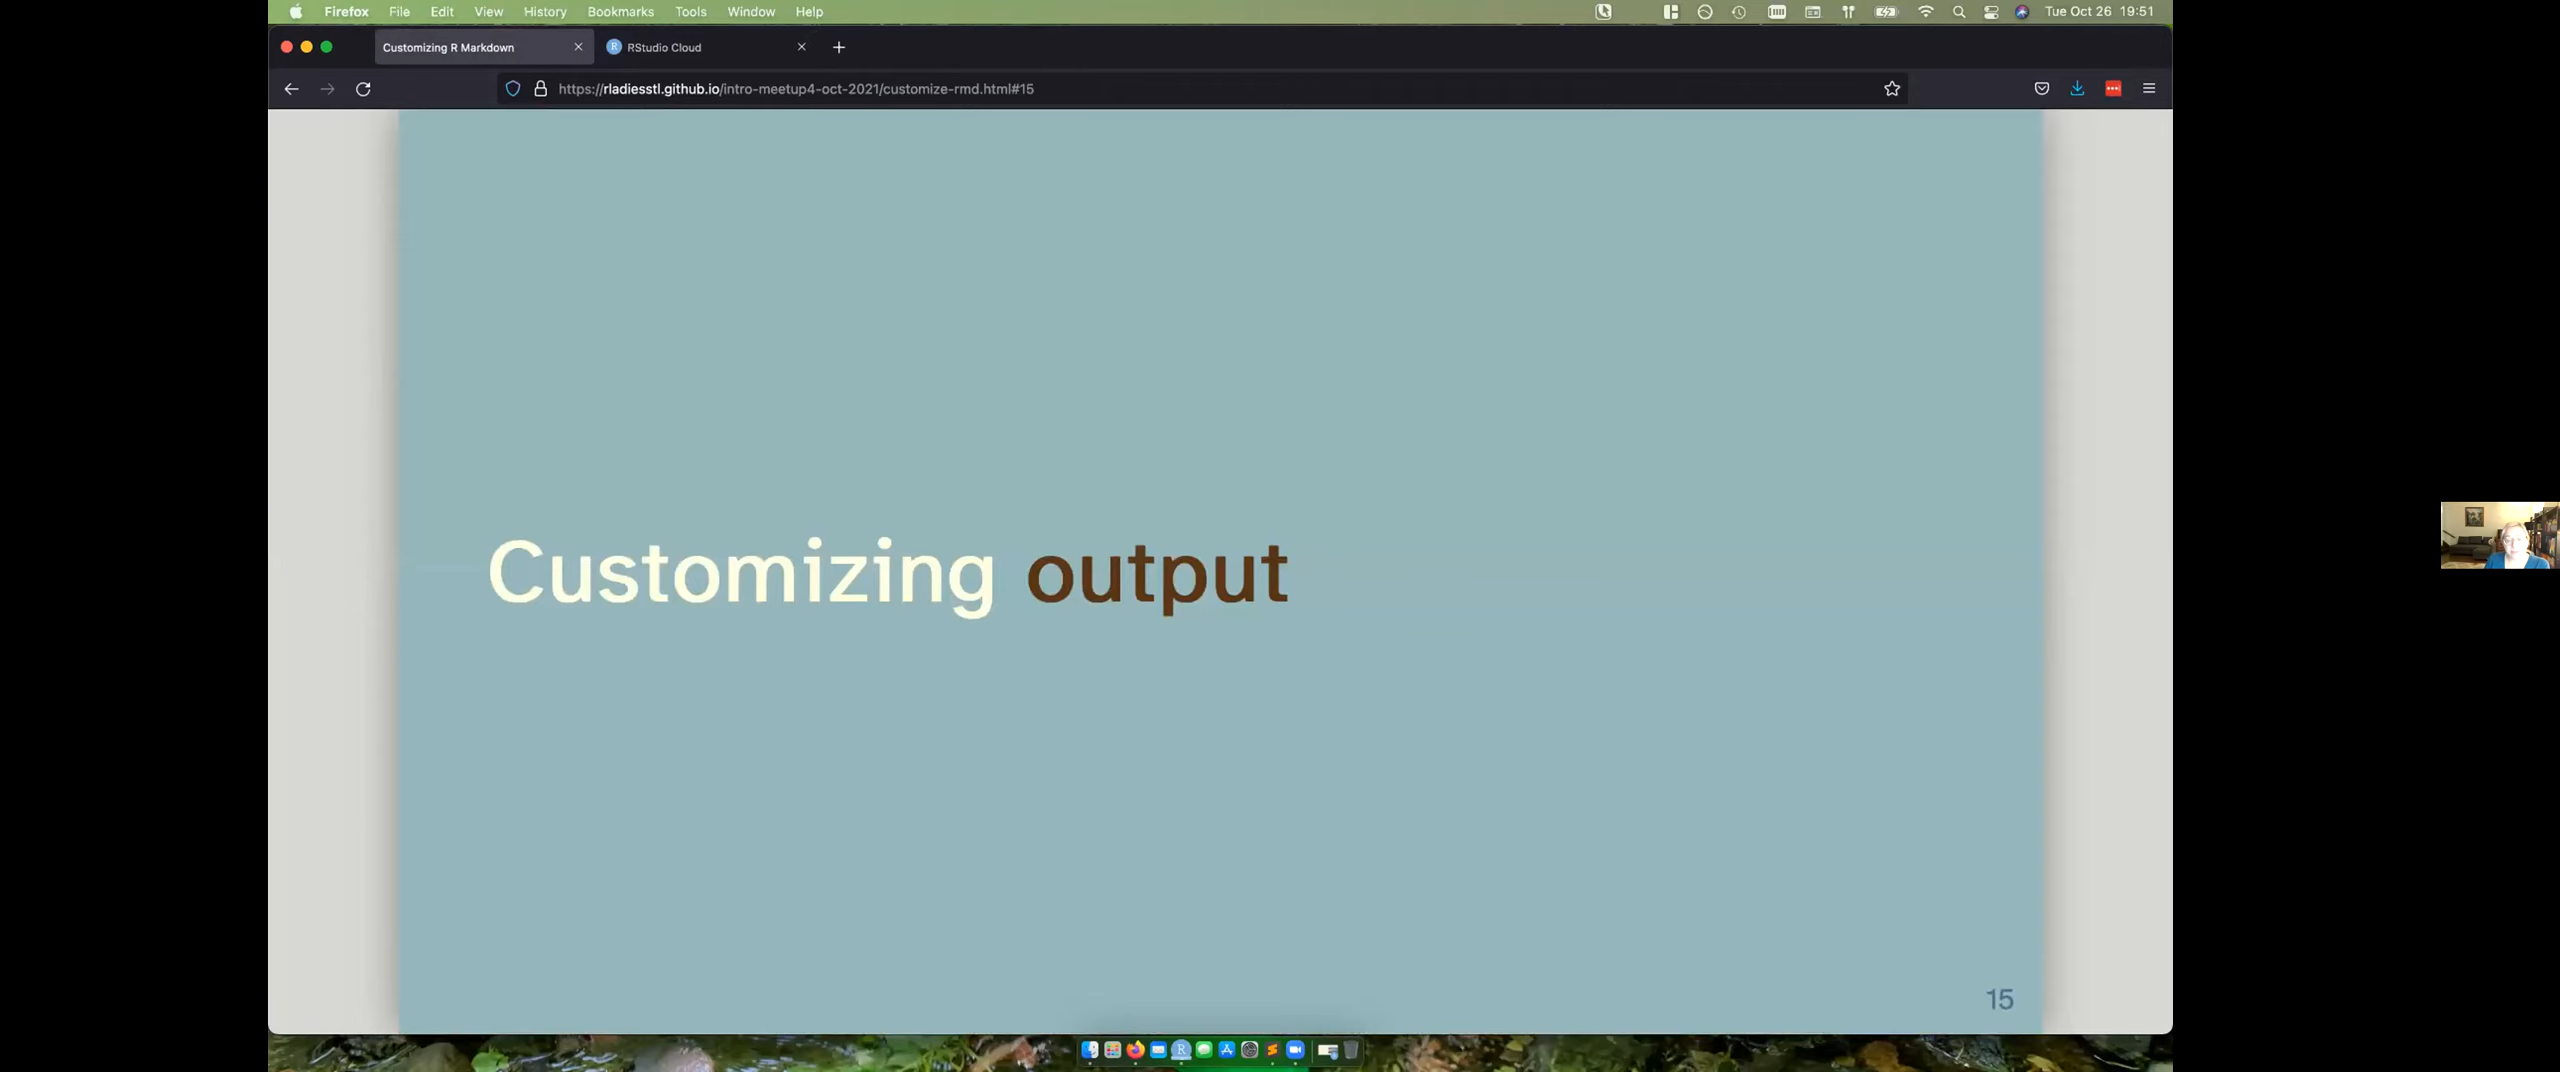 Firefox File Edit View History Bookmarks Tools Window Help Tue Oct 26 19:51
Customizing R Markdown RStudio Cloud
https://rladiesstl.github.io/intro-meetup4-oct-2021/customize-rmd.html#15
Customizing output
15